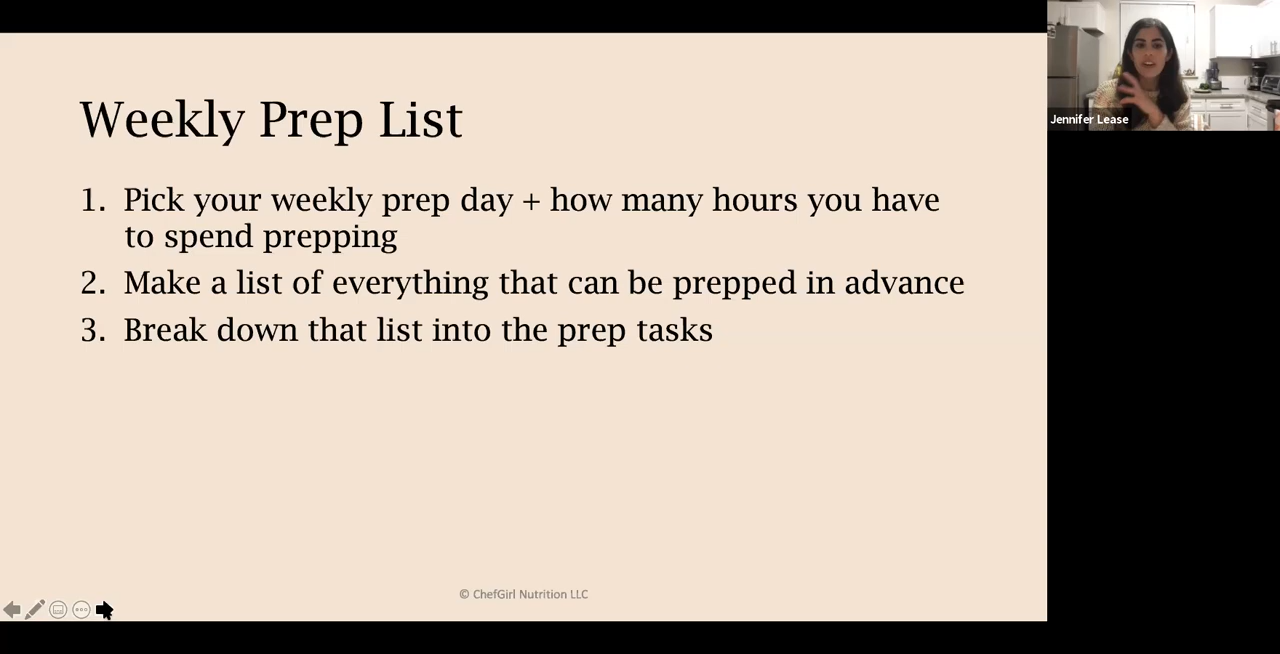 Weekly Prep List
1. Pick your weekly prep day + how many hours you have
to spend prepping
2. Make a list of everything that can be prepped in advance
3. Break down that list into the prep tasks
© ChefGirl Nutrition LLC
Jennifer Lease